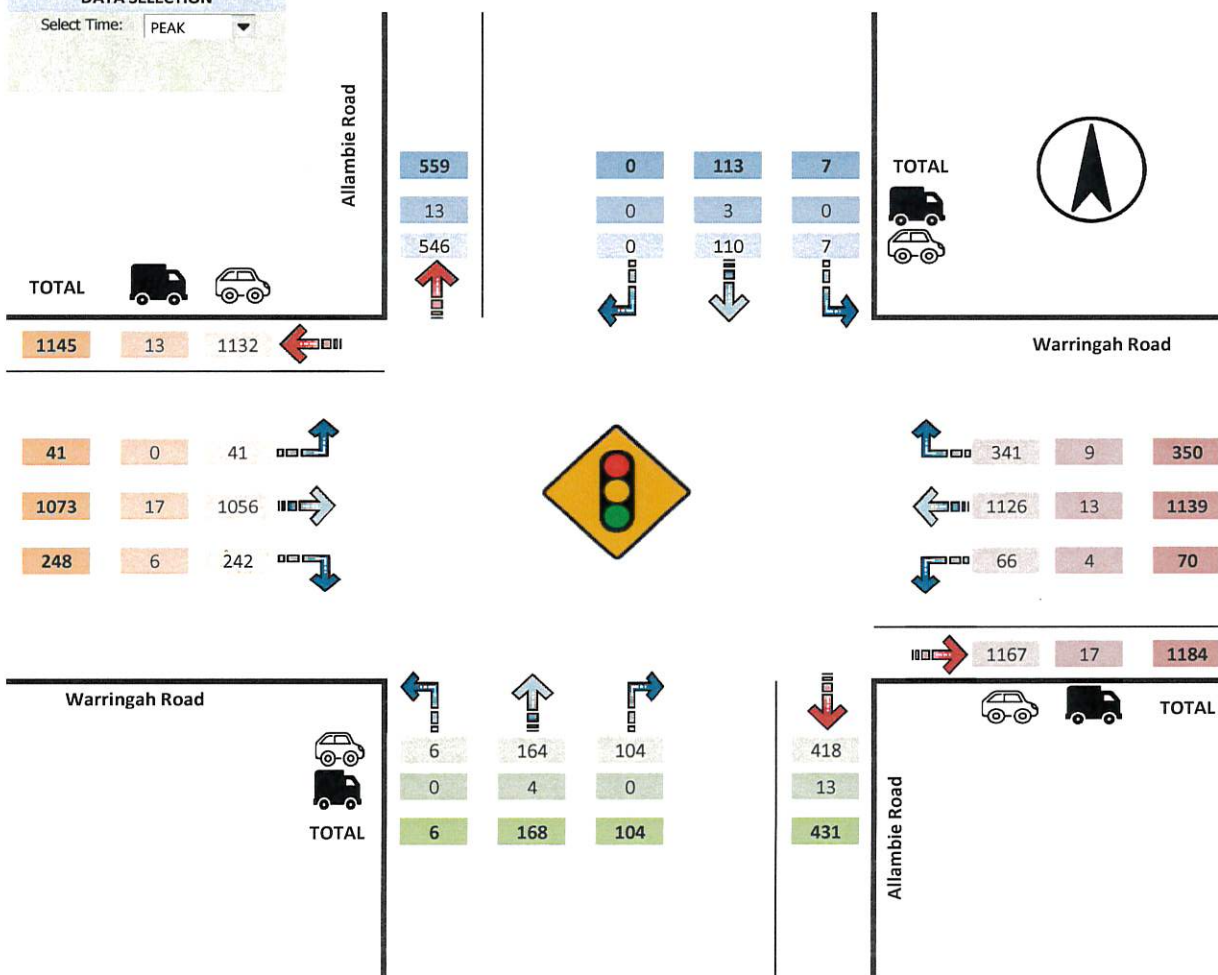 DATA SELECTION
Select Time: PEAK
Allambie Road
559 0 113 7 TOTAL
13 0 3 0
546 0 110 7
TOTAL
1145 13 1132
Warringah Road
41 0 41 341 9 350
1073 17 1056 1126 13 1139
248 6 242 66 4 70
1167 17 1184
Warringah Road
TOTAL
6 164 104 418
0 4 0 13
TOTAL 6 168 104 431
Allambie Road